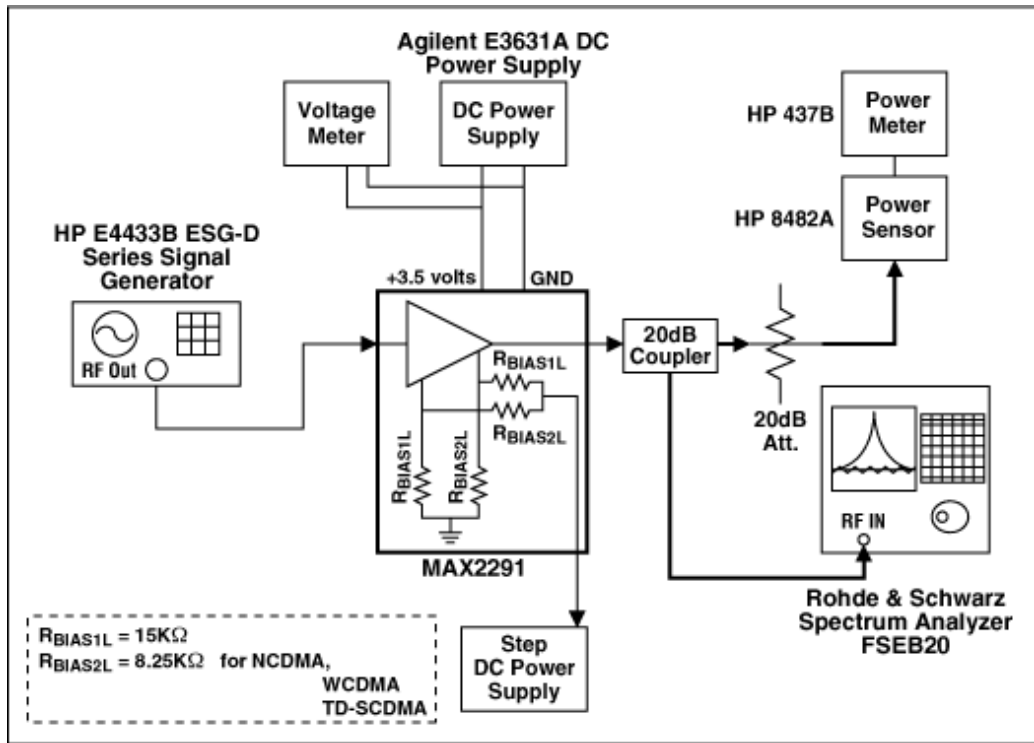 Agilent E3631A DC
Power Supply
Voltage
Meter
DC Power
Supply
HP 437B
Power
Meter
HP 8482A
Power
Sensor
HP E4433B ESG-D
Series Signal
Generator
RF Out
+3.5 volts
GND
20dB
Coupler
20dB
Att.
RBIAS1L
RBIAS2L
RBIAS1L
RBIAS2L
MAX2291
RF IN
Rohde & Schwarz
Spectrum Analyzer
FSEB20
Step
DC Power
Supply
RBIAS1L = 15KΩ
RBIAS2L = 8.25KΩ for NCDMA,
WCDMA
TD-SCDMA